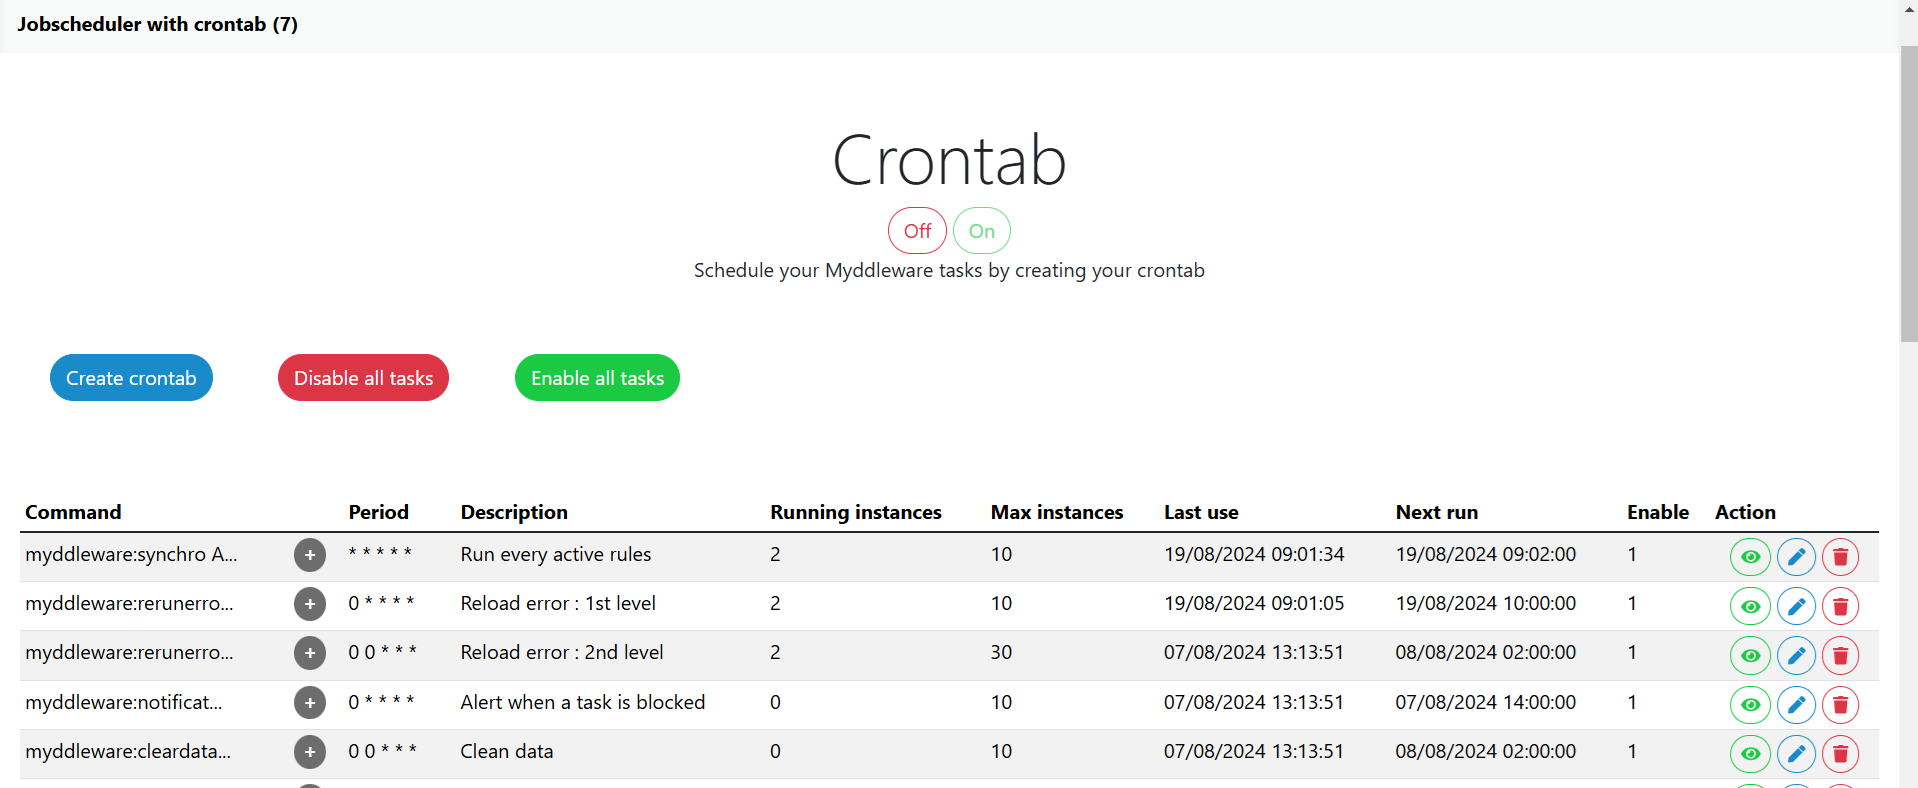 Jobscheduler with crontab (7)
Crontab
Off On
Schedule your Myddleware tasks by creating your crontab
Create crontab Disable all tasks Enable all tasks
Command Period Description Running instances Max instances Last use Next run Enable Action
myddleware:synchro A... + * * * * * Run every active rules 2 10 19/08/2024 09:01:34 19/08/2024 09:02:00 1
myddleware:rerunerro... + 0 * * * * Reload error : 1st level 2 10 19/08/2024 09:01:05 19/08/2024 10:00:00 1
myddleware:rerunerro... + 0 0 * * * Reload error : 2nd level 2 30 07/08/2024 13:13:51 08/08/2024 02:00:00 1
myddleware:notificat... + 0 * * * * Alert when a task is blocked 0 10 07/08/2024 13:13:51 07/08/2024 14:00:00 1
myddleware:cleardata... + 0 0 * * * Clean data 0 10 07/08/2024 13:13:51 08/08/2024 02:00:00 1